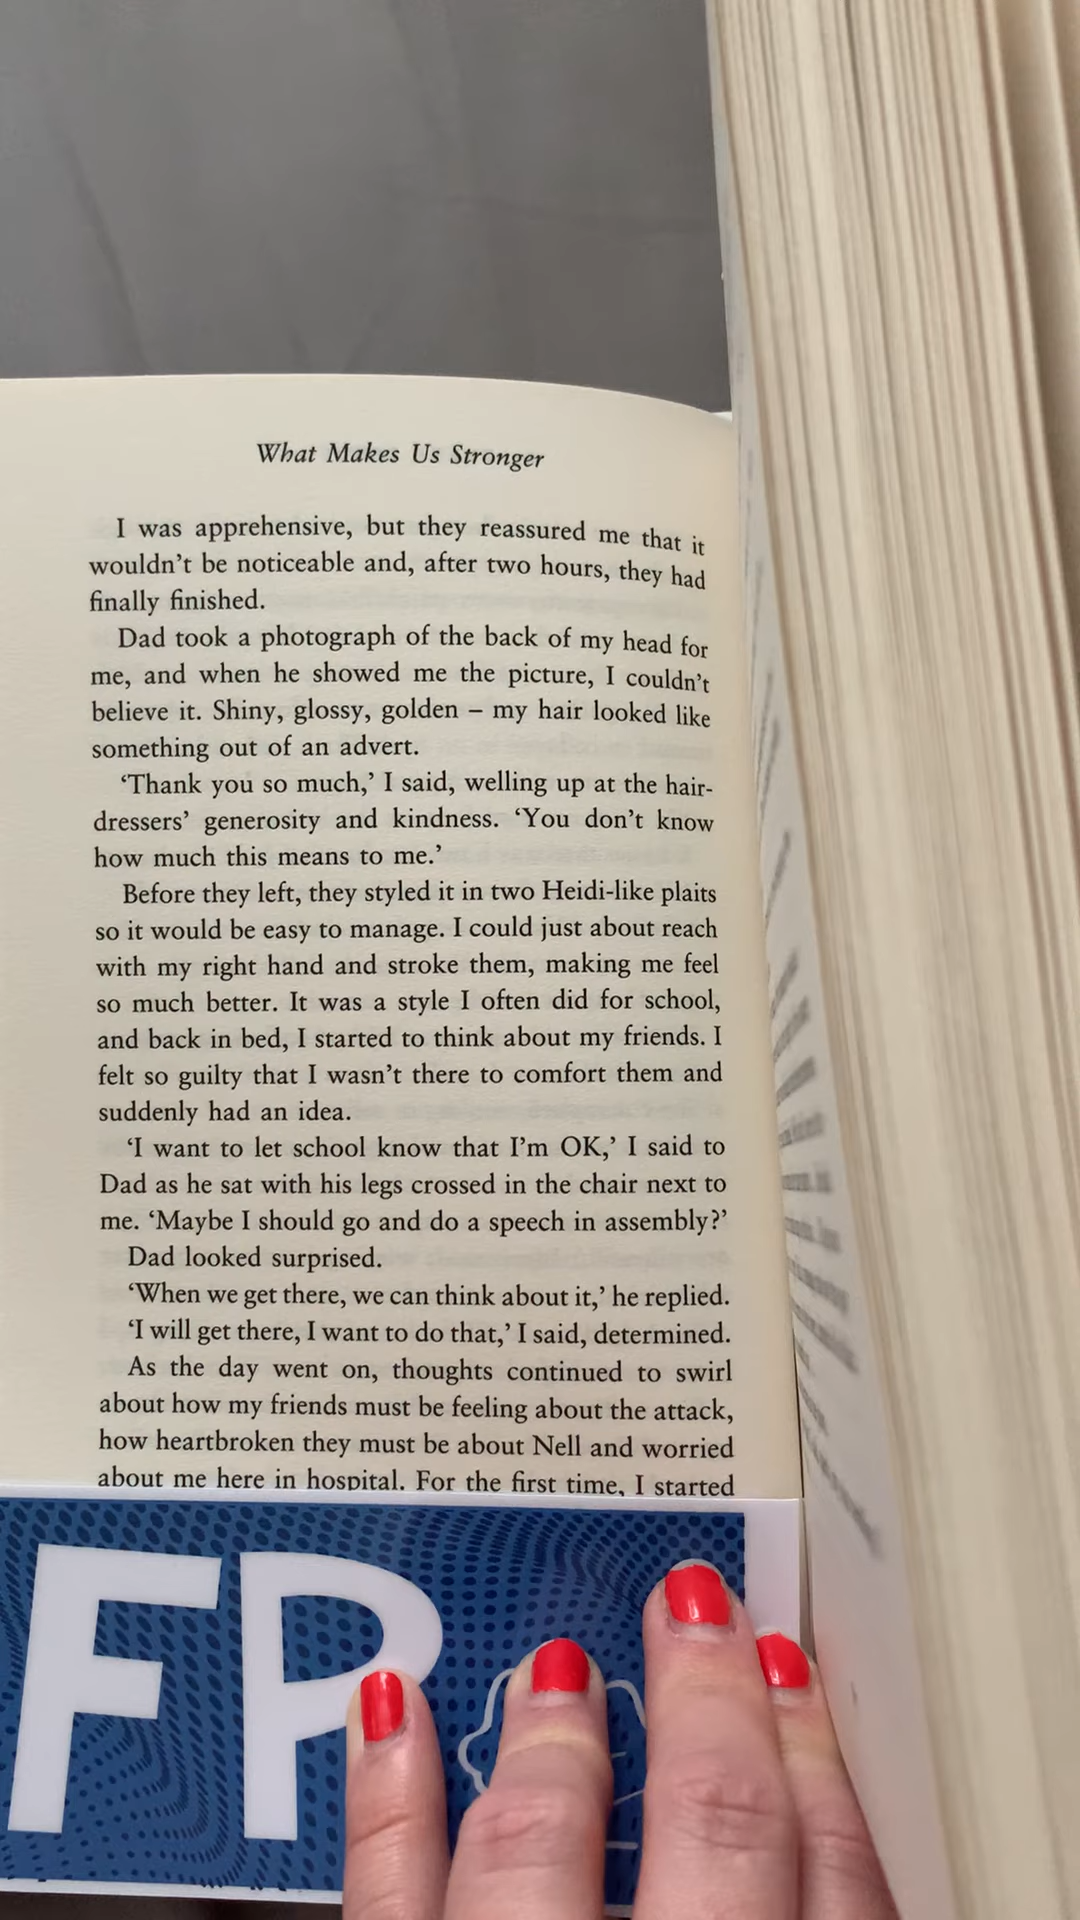 What Makes Us Stronger
I was apprehensive, but they reassured me that it
wouldn’t be noticeable and, after two hours, they had
finally finished.
Dad took a photograph of the back of my head for
me, and when he showed me the picture, I couldn’t
believe it. Shiny, glossy, golden – my hair looked like
something out of an advert.
‘Thank you so much,’ I said, welling up at the hair-
dressers’ generosity and kindness. ‘You don’t know
how much this means to me.’
Before they left, they styled it in two Heidi-like plaits
so it would be easy to manage. I could just about reach
with my right hand and stroke them, making me feel
so much better. It was a style I often did for school,
and back in bed, I started to think about my friends. I
felt so guilty that I wasn’t there to comfort them and
suddenly had an idea.
‘I want to let school know that I’m OK,’ I said to
Dad as he sat with his legs crossed in the chair next to
me. ‘Maybe I should go and do a speech in assembly?’
Dad looked surprised.
‘When we get there, we can think about it,’ he replied.
‘I will get there, I want to do that,’ I said, determined.
As the day went on, thoughts continued to swirl
about how my friends must be feeling about the attack,
how heartbroken they must be about Nell and worried
about me here in hospital. For the first time, I started
FP